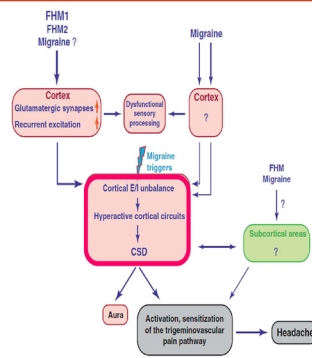 FHM1
FHM2
Migraine ?
Migraine
Cortex
Glutamatergic synapses
Recurrent excitation
Dysfunctional
sensory
processing
Cortex
?
Migraine
triggers
Cortical E/I unbalance
Hyperactive cortical circuits
CSD
FHM
Migraine
?
Subcortical areas
?
Aura
Activation, sensitization
of the trigeminovascular
pain pathway
Headache